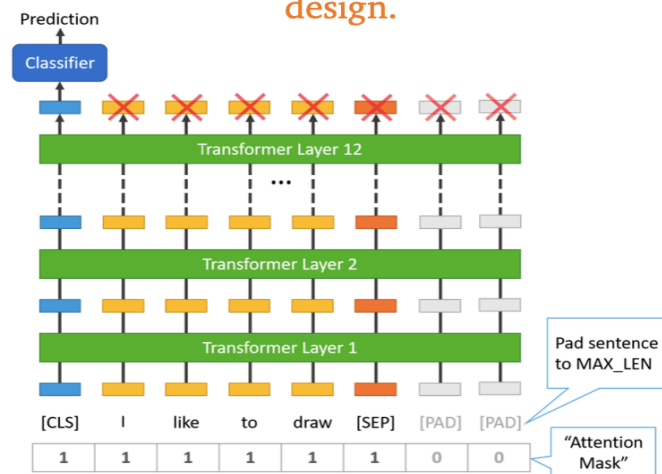 design.
Prediction
Classifier
Transformer Layer 12
...
Transformer Layer 2
Transformer Layer 1
Pad sentence
to MAX_LEN
[CLS] I like to draw [SEP] [PAD] [PAD]
1 1 1 1 1 1 0 0
“Attention
Mask”